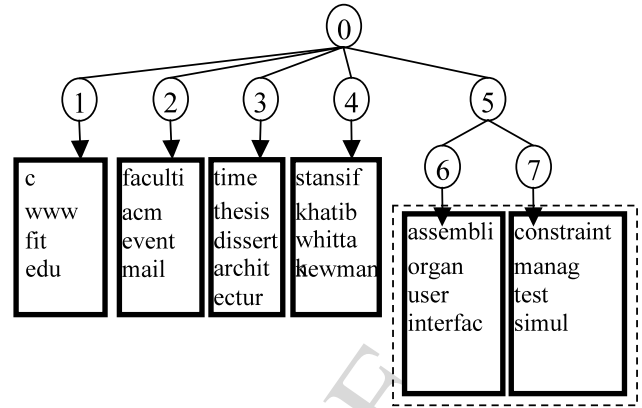 0
1 2 3 4 5
6 7
c
www
fit
edu
faculti
acm
event
mail
time
thesis
dissert
archit
ectur
stansif
khatib
whitta
k
newman
assembli
organ
user
interfac
constraint
manag
test
simul